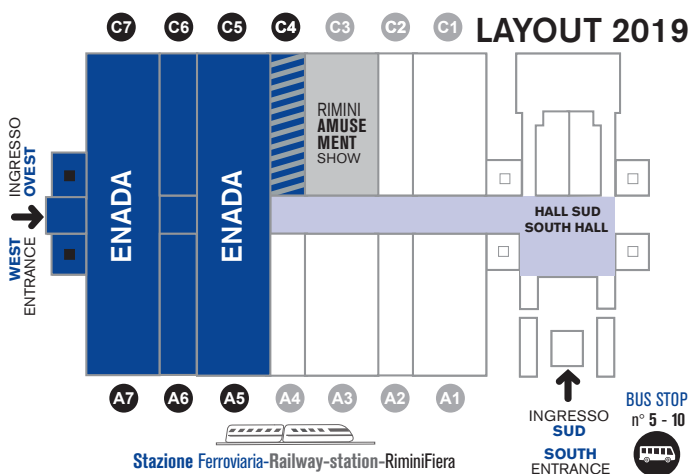 C7 C6 C5 C4 C3 C2 C1 LAYOUT 2019
RIMINI
AMUSE
MENT
SHOW
INGRESSO
OVEST
WEST
ENTRANCE
ENADA
ENADA
HALL SUD
SOUTH HALL
A7 A6 A5 A4 A3 A2 A1
INGRESSO
SUD
SOUTH
ENTRANCE
BUS STOP
n° 5 - 10
Stazione Ferroviaria-Railway-station-RiminiFiera